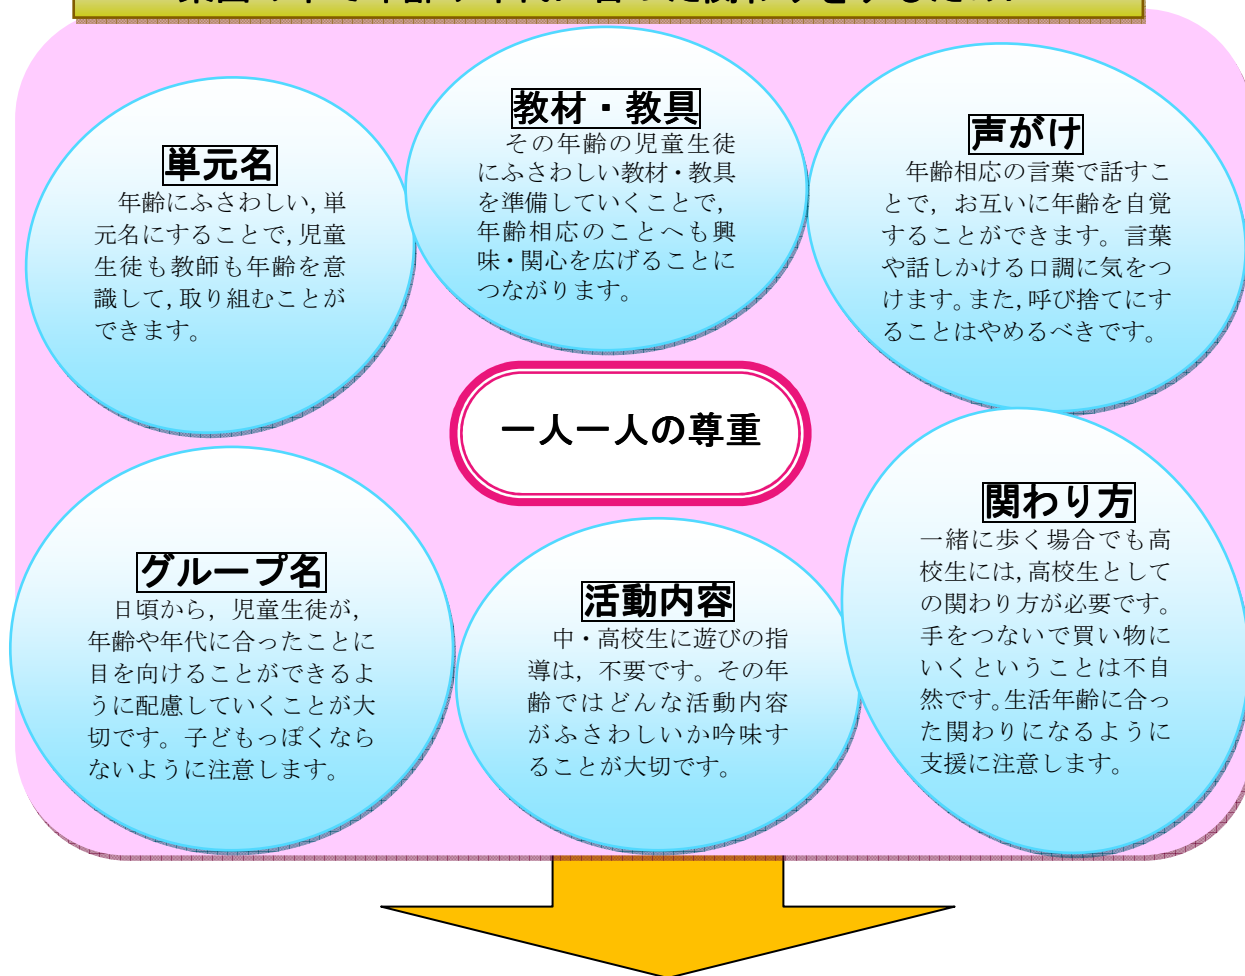 単元名
年齢にふさわしい,単
元名にすることで,児童
生徒も教師も年齢を意
識して,取り組むことが
できます。
教材・教具
その年齢の児童生徒
にふさわしい教材・教具
を準備していくことで,
年齢相応のことへも興
味・関心を広げることに
つながります。
声がけ
年齢相応の言葉で話すこ
とで，お互いに年齢を自覚
することができます。言葉
や話しかける口調に気をつ
けます。また,呼び捨てにす
ることはやめるべきです。
一人一人の尊重
グループ名
日頃から，児童生徒が,
年齢や年代に合ったことに
目を向けることができるよ
うに配慮していくことが大
切です。子どもっぽくなら
ないように注意します。
活動内容
中・高校生に遊びの指
導は，不要です。その年
齢ではどんな活動内容
がふさわしいか吟味す
ることが大切です。
関わり方
一緒に歩く場合でも高
校生には,高校生として
の関わり方が必要です。
手をつないで買い物に
いくということは不自
然です。生活年齢に合っ
た関わりになるように
支援に注意します。